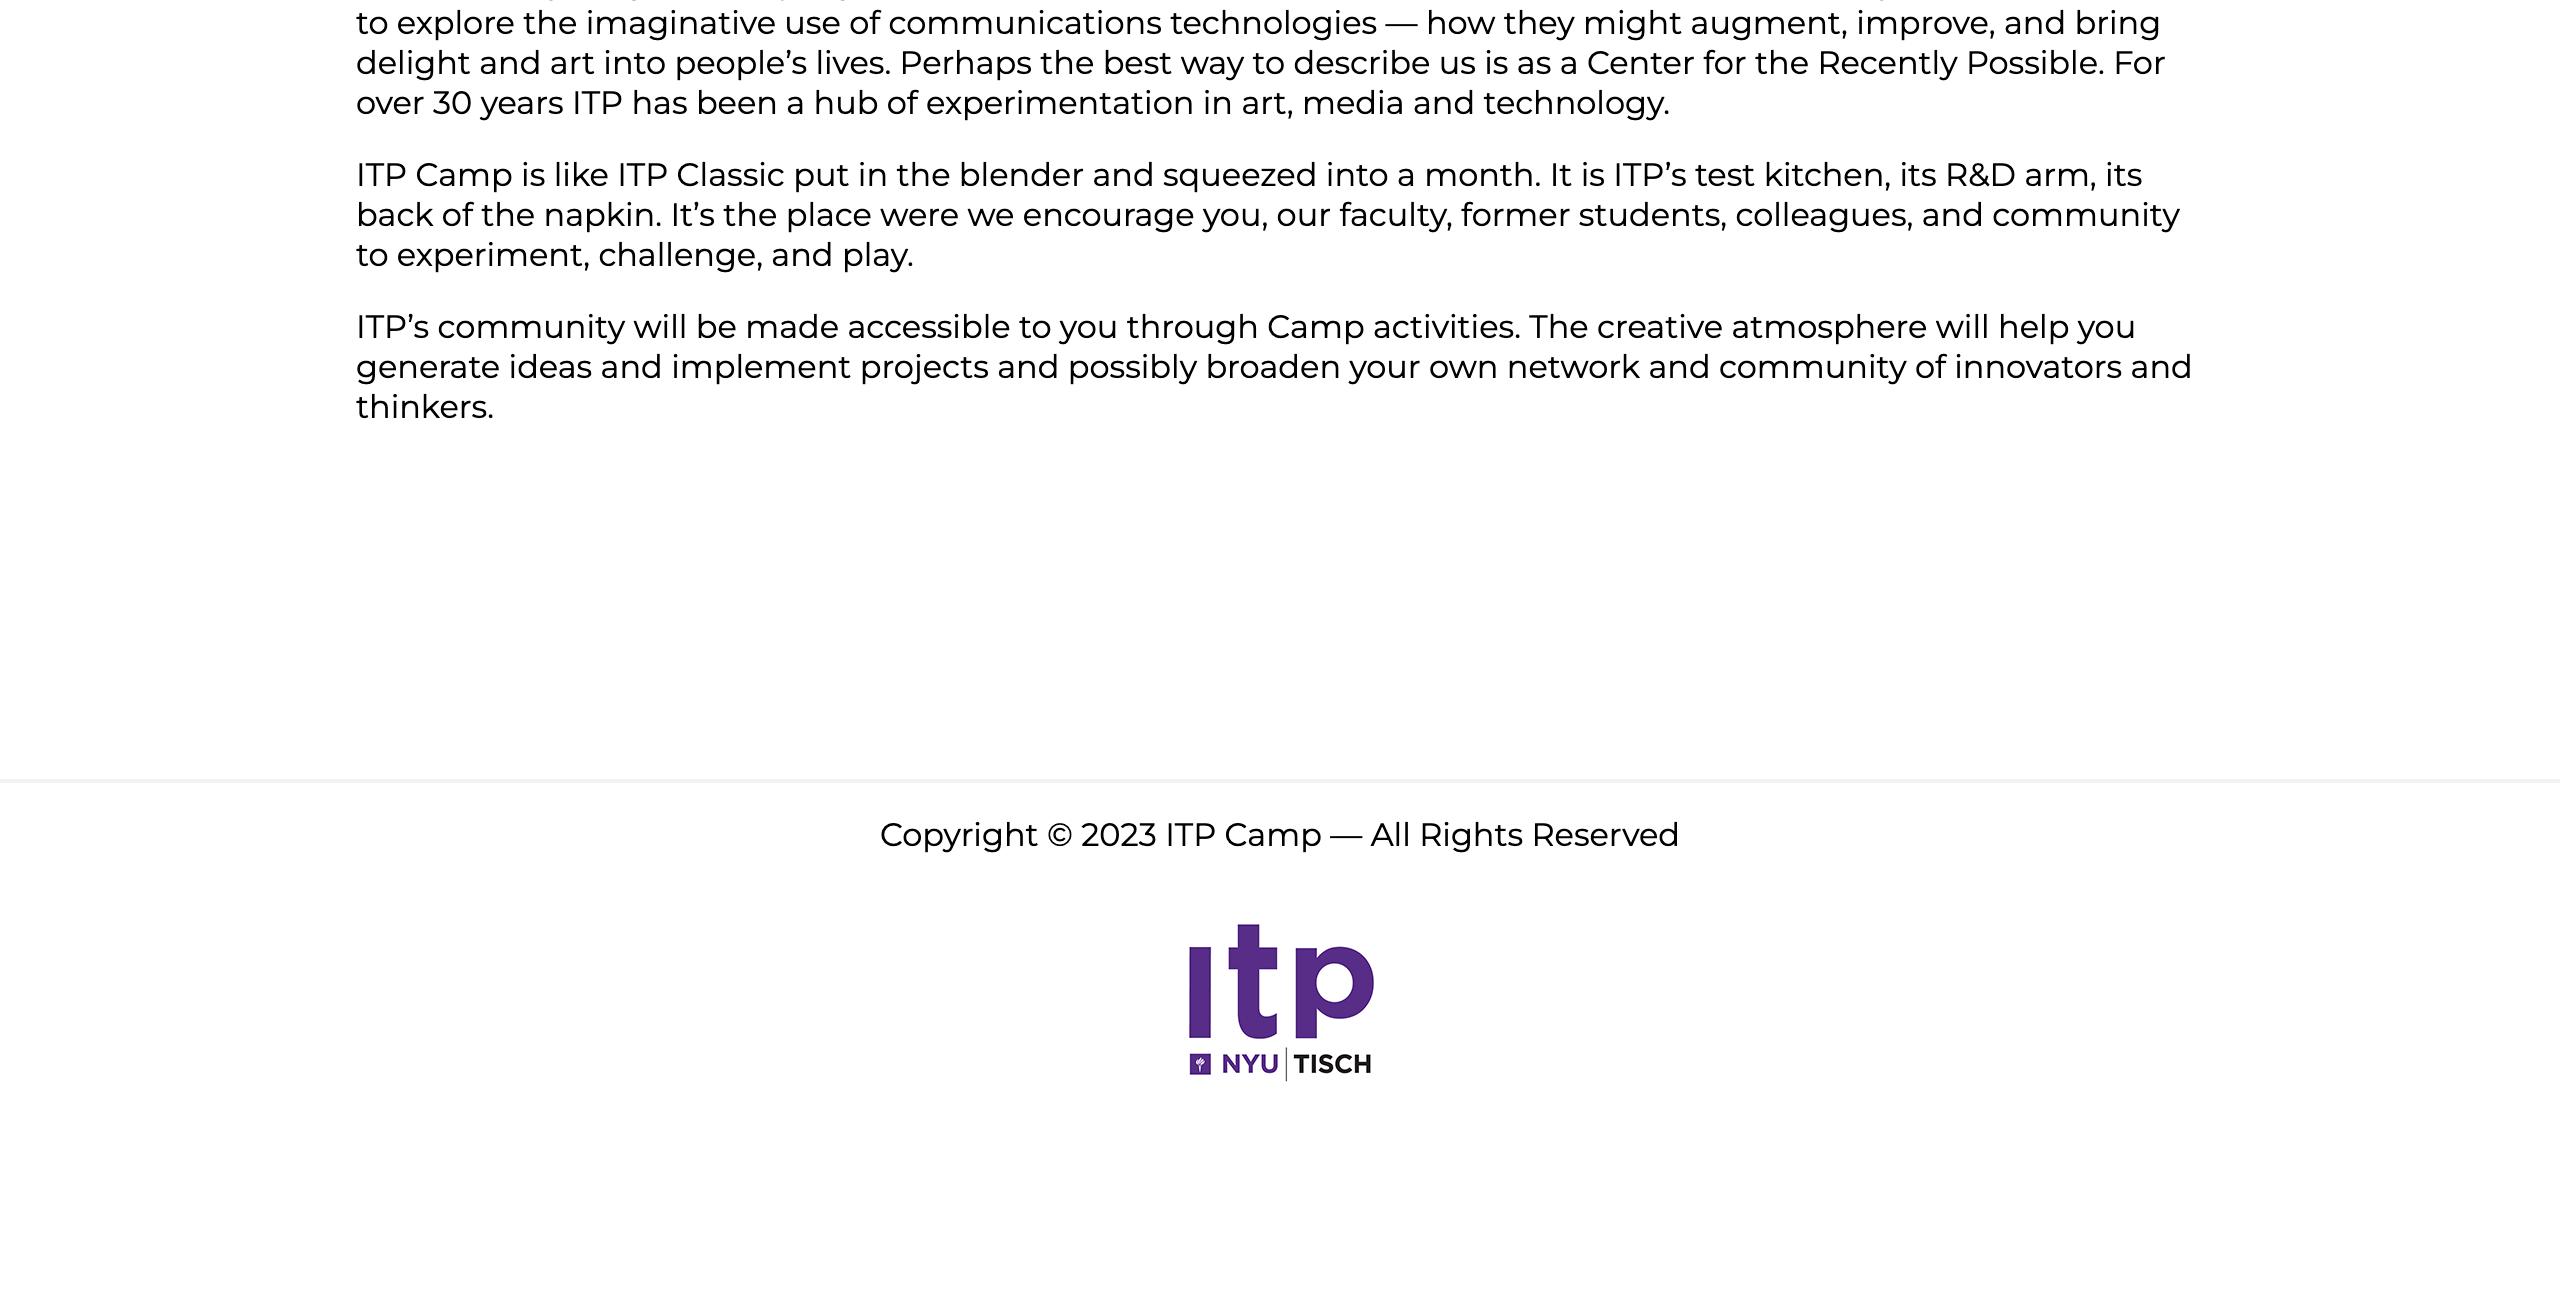 to explore the imaginative use of communications technologies — how they might augment, improve, and bring
delight and art into people’s lives. Perhaps the best way to describe us is as a Center for the Recently Possible. For
over 30 years ITP has been a hub of experimentation in art, media and technology.
ITP Camp is like ITP Classic put in the blender and squeezed into a month. It is ITP’s test kitchen, its R&D arm, its
back of the napkin. It’s the place were we encourage you, our faculty, former students, colleagues, and community
to experiment, challenge, and play.
ITP’s community will be made accessible to you through Camp activities. The creative atmosphere will help you
generate ideas and implement projects and possibly broaden your own network and community of innovators and
thinkers.
Copyright © 2023 ITP Camp — All Rights Reserved
itp
NYU | TISCH